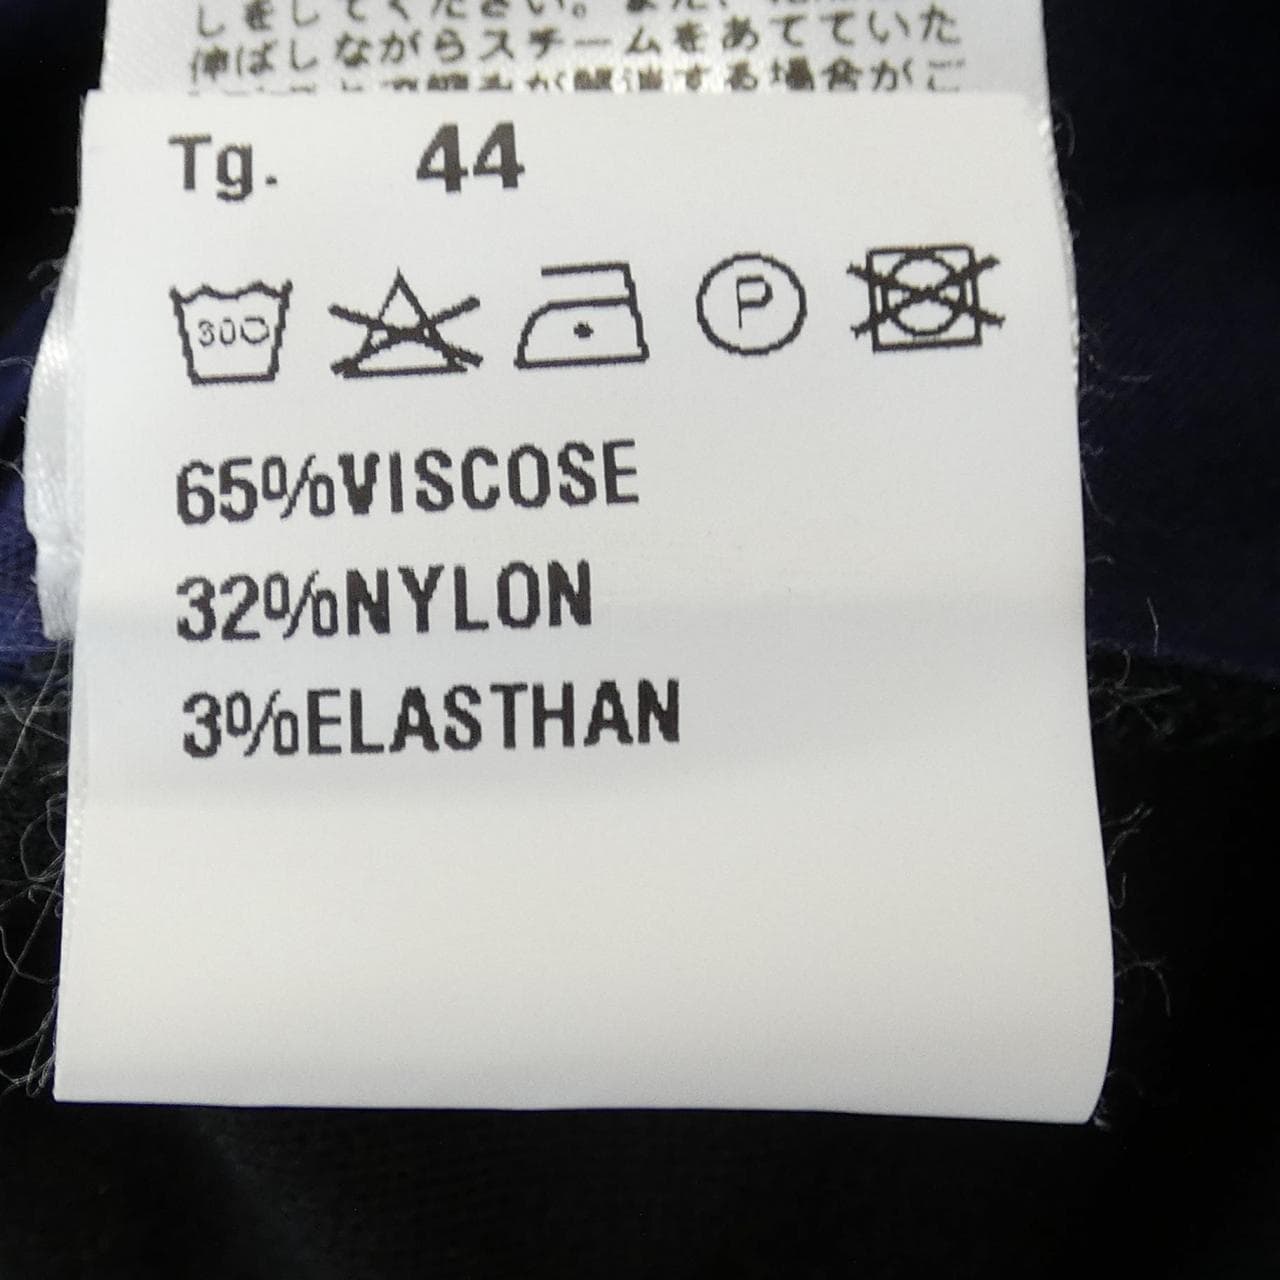 しをしてください。また、
伸ばしながらスチームをあてていた
Tg. 44
30
P
65%VISCOSE
32%NYLON
3%ELASTHAN